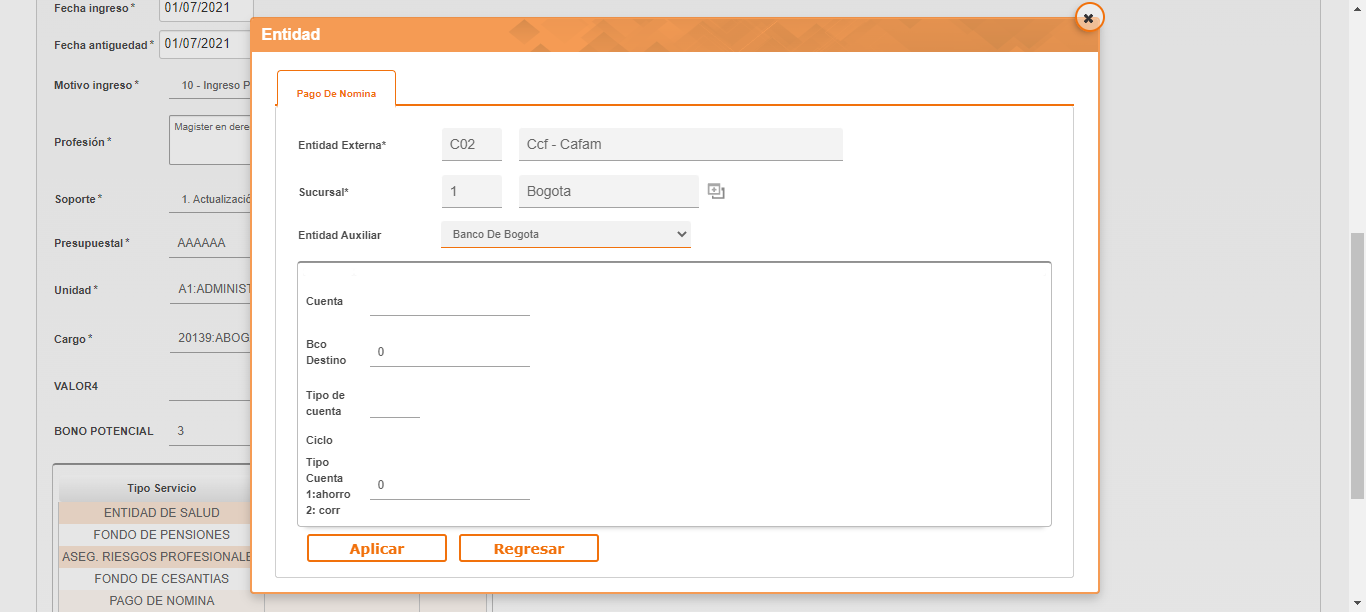 Fecha ingreso*
01/07/2021
Fecha antiguedad*
01/07/2021
Motivo ingreso*
10 - Ingreso P
Profesión*
Magister en dere
Soporte*
1. Actualizació
Presupuestal*
AAAAAA
Unidad*
A1:ADMINIST
Cargo*
20139:ABOG
VALOR4
BONO POTENCIAL
3
Tipo Servicio
ENTIDAD DE SALUD
FONDO DE PENSIONES
ASEG. RIESGOS PROFESIONALE
FONDO DE CESANTIAS
PAGO DE NOMINA
Entidad
Pago De Nomina
Entidad Externa*
C02
Ccf - Cafam
Sucursal*
1
Bogota
Entidad Auxiliar
Banco De Bogota
Cuenta
Bco
Destino
0
Tipo de
cuenta
Ciclo
Tipo
Cuenta
1:ahorro
2: corr
0
Aplicar
Regresar